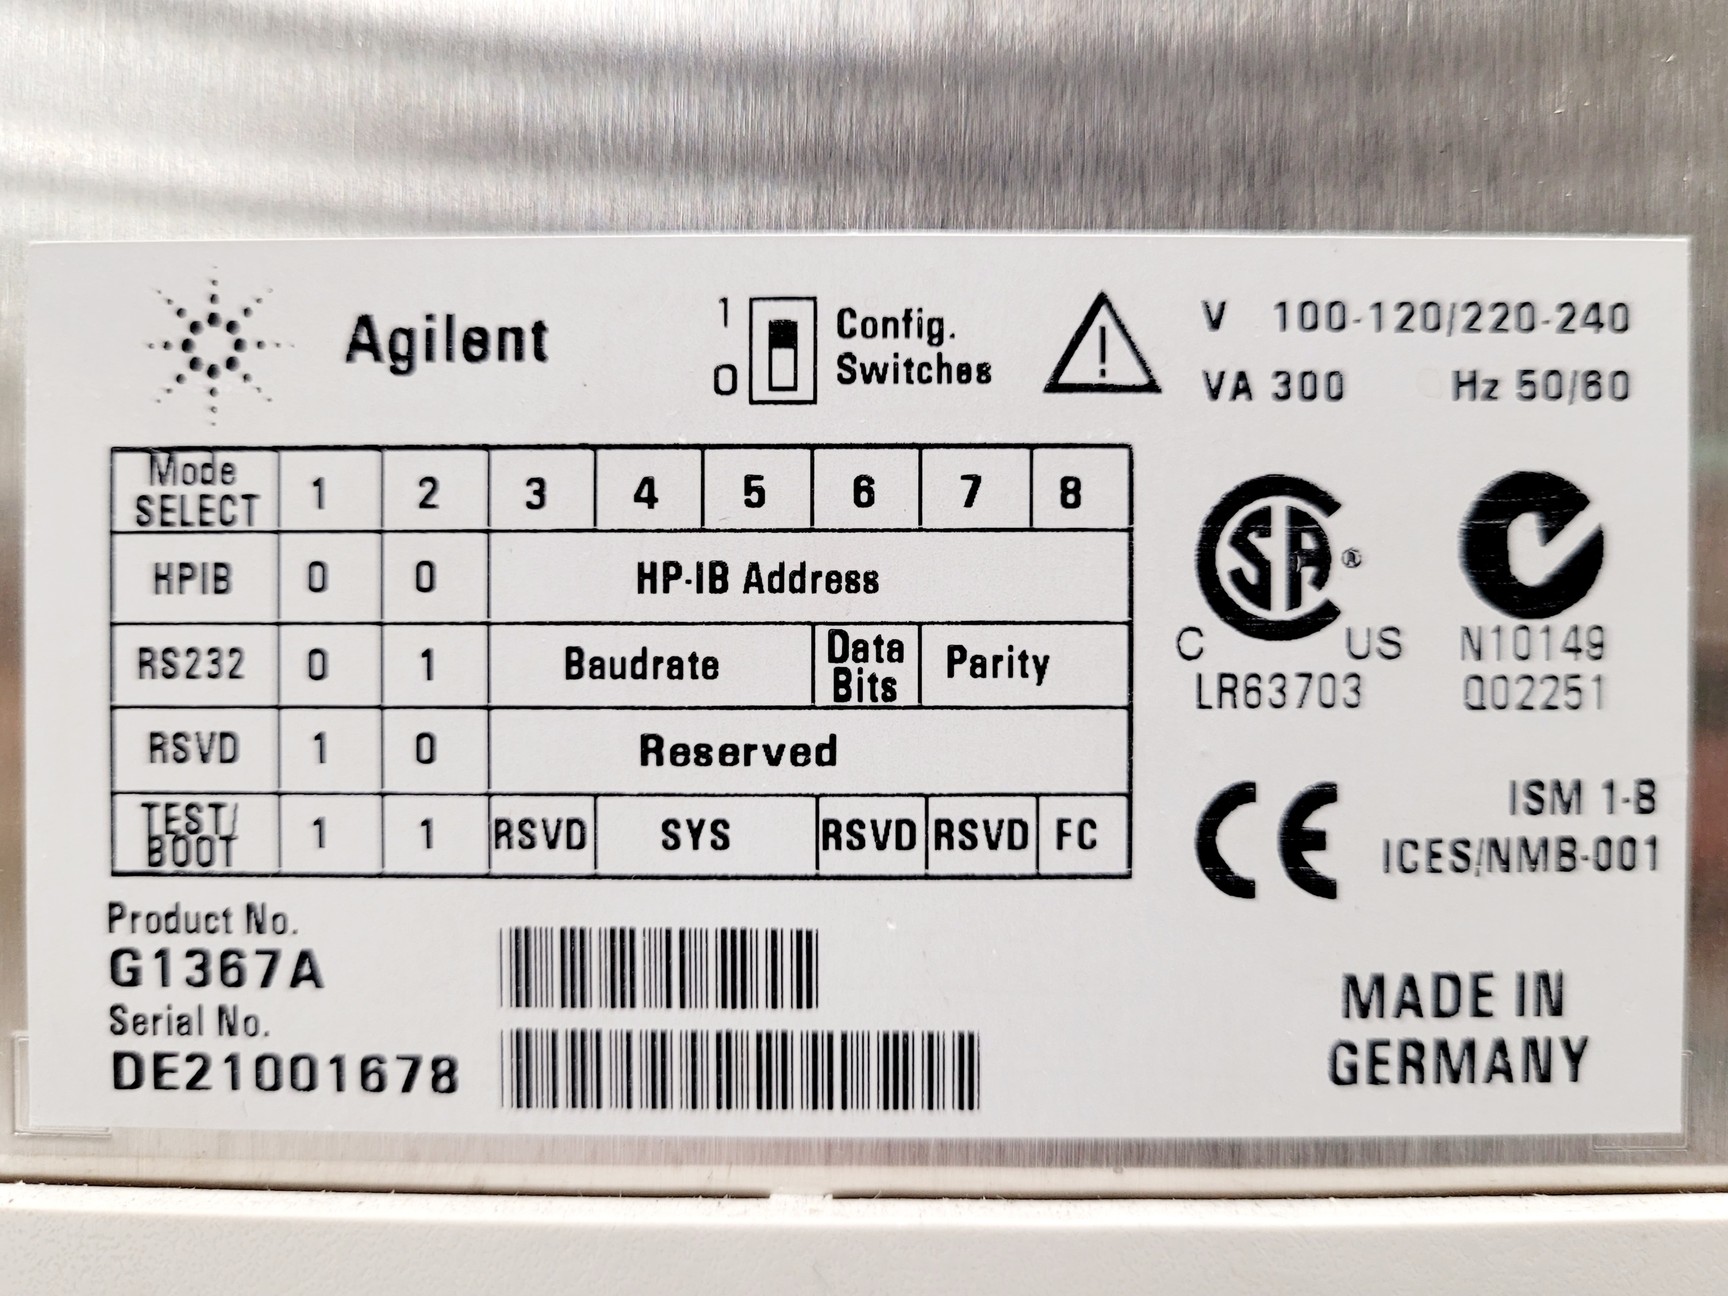 Agilent
1
0
Config.
Switches
!
V 100-120/220-240
VA 300 Hz 50/60
Mode SELECT 1 2 3 4 5 6 7 8
HPIB 0 0 HP-IB Address
RS232 0 1 Baudrate Data Bits Parity
RSVD 1 0 Reserved
TEST/BOOT 1 1 RSVD SYS RSVD RSVD FC
SA ®
C US
LR63703
N10149
Q02251
CE
ISM 1-B
ICES/NMB-001
Product No.
G1367A
Serial No.
DE21001678
MADE IN
GERMANY